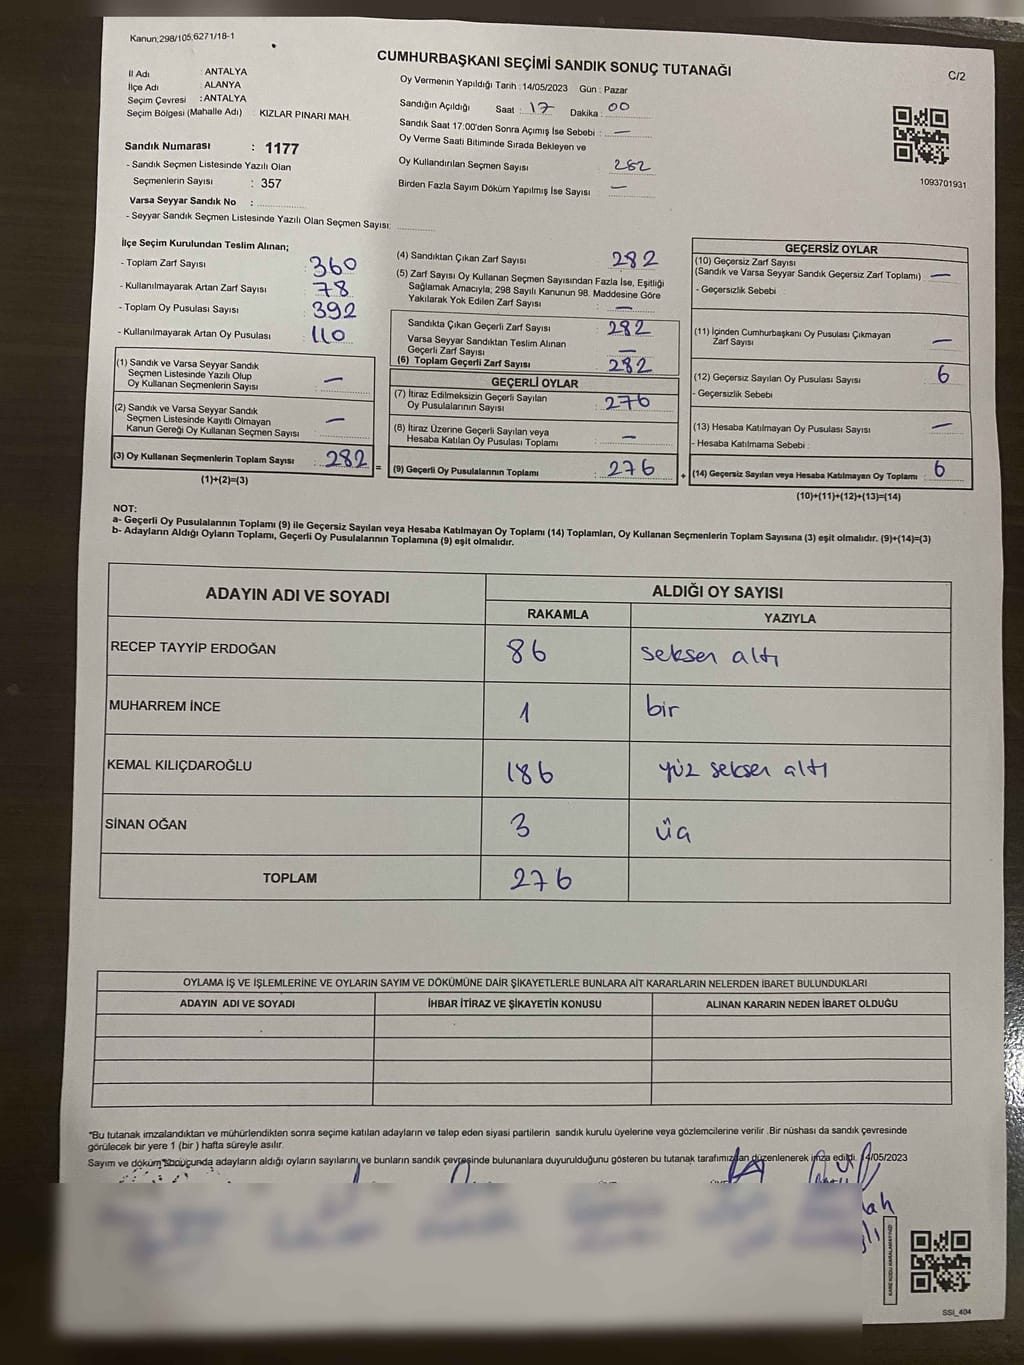 Kanun;298/105;6271/18-1
CUMHURBAŞKANI SEÇİMİ SANDIK SONUÇ TUTANAĞI
C/2
İl Adı : ANTALYA
İlçe Adı : ALANYA
Seçim Çevresi : ANTALYA
Seçim Bölgesi (Mahalle Adı) : KIZLAR PINARI MAH.
Sandık Numarası : 1177
- Sandık Seçmen Listesinde Yazılı Olan
Seçmenlerin Sayısı : 357
Varsa Seyyar Sandık No :
- Seyyar Sandık Seçmen Listesinde Yazılı Olan Seçmen Sayısı:
Oy Vermenin Yapıldığı Tarih :14/05/2023 Gün : Pazar
Sandığın Açıldığı Saat : 17 Dakika : 00
Sandık Saat 17:00'den Sonra Açımış İse Sebebi : —
Oy Verme Saati Bitiminde Sırada Bekleyen ve
Oy Kullandırılan Seçmen Sayısı 282
Birden Fazla Sayım Döküm Yapılmış İse Sayısı —
1093701931
İlçe Seçim Kurulundan Teslim Alınan;
- Toplam Zarf Sayısı : 360
- Kullanılmayarak Artan Zarf Sayısı : 78
- Toplam Oy Pusulası Sayısı : 392
- Kullanılmayarak Artan Oy Pusulası : 110
(1) Sandık ve Varsa Seyyar Sandık
Seçmen Listesinde Yazılı Olup
Oy Kullanan Seçmenlerin Sayısı —
(2) Sandık ve Varsa Seyyar Sandık
Seçmen Listesinde Kayıtlı Olmayan
Kanun Gereği Oy Kullanan Seçmen Sayısı —
(3) Oy Kullanan Seçmenlerin Toplam Sayısı 282 =
(1)+(2)=(3)
(4) Sandıktan Çıkan Zarf Sayısı 282
(5) Zarf Sayısı Oy Kullanan Seçmen Sayısından Fazla İse, Eşitliği
Sağlamak Amacıyla, 298 Sayılı Kanunun 98. Maddesine Göre
Yakılarak Yok Edilen Zarf Sayısı —
Sandıkta Çıkan Geçerli Zarf Sayısı 282
Varsa Seyyar Sandıktan Teslim Alınan
Geçerli Zarf Sayısı —
(6) Toplam Geçerli Zarf Sayısı 282
GEÇERLİ OYLAR
(7) İtiraz Edilmeksizin Geçerli Sayılan
Oy Pusulalarının Sayısı 276
(8) İtiraz Üzerine Geçerli Sayılan veya
Hesaba Katılan Oy Pusulası Toplamı —
(9) Geçerli Oy Pusulalarının Toplamı 276 +
GEÇERSİZ OYLAR
(10) Geçersiz Zarf Sayısı
(Sandık ve Varsa Seyyar Sandık Geçersiz Zarf Toplamı) —
- Geçersizlik Sebebi :
(11) İçinden Cumhurbaşkanı Oy Pusulası Çıkmayan
Zarf Sayısı —
(12) Geçersiz Sayılan Oy Pusulası Sayısı 6
- Geçersizlik Sebebi
(13) Hesaba Katılmayan Oy Pusulası Sayısı —
- Hesaba Katılmama Sebebi :
(14) Geçersiz Sayılan veya Hesaba Katılmayan Oy Toplamı 6
(10)+(11)+(12)+(13)=(14)
NOT:
a- Geçerli Oy Pusulalarının Toplamı (9) ile Geçersiz Sayılan veya Hesaba Katılmayan Oy Toplamı (14) Toplamları, Oy Kullanan Seçmenlerin Toplam Sayısına (3) eşit olmalıdır. (9)+(14)=(3)
b- Adayların Aldığı Oyların Toplamı, Geçerli Oy Pusulalarının Toplamına (9) eşit olmalıdır.
ADAYIN ADI VE SOYADI
ALDIĞI OY SAYISI
RAKAMLA YAZIYLA
RECEP TAYYİP ERDOĞAN 86 seksen altı
MUHARREM İNCE 1 bir
KEMAL KILIÇDAROĞLU 186 yüz seksen altı
SİNAN OĞAN 3 üç
TOPLAM 276
OYLAMA İŞ VE İŞLEMLERİNE VE OYLARIN SAYIM VE DÖKÜMÜNE DAİR ŞİKAYETLERLE BUNLARA AİT KARARLARIN NELERDEN İBARET BULUNDUKLARI
ADAYIN ADI VE SOYADI İHBAR İTİRAZ VE ŞİKAYETİN KONUSU ALINAN KARARIN NEDEN İBARET OLDUĞU
"Bu tutanak imzalandıktan ve mühürlendikten sonra seçime katılan adayların ve talep eden siyasi partilerin sandık kurulu üyelerine veya gözlemcilerine verilir .Bir nüshası da sandık çevresinde
görülecek bir yere 1 (bir ) hafta süreyle asılır.
Sayım ve döküm sonucunda adayların aldığı oyların sayılarını ve bunların sandık çevresinde bulunanlara duyurulduğunu gösteren bu tutanak tarafımızdan düzenlenerek imza edildi. 14/05/2023
SSİ_404